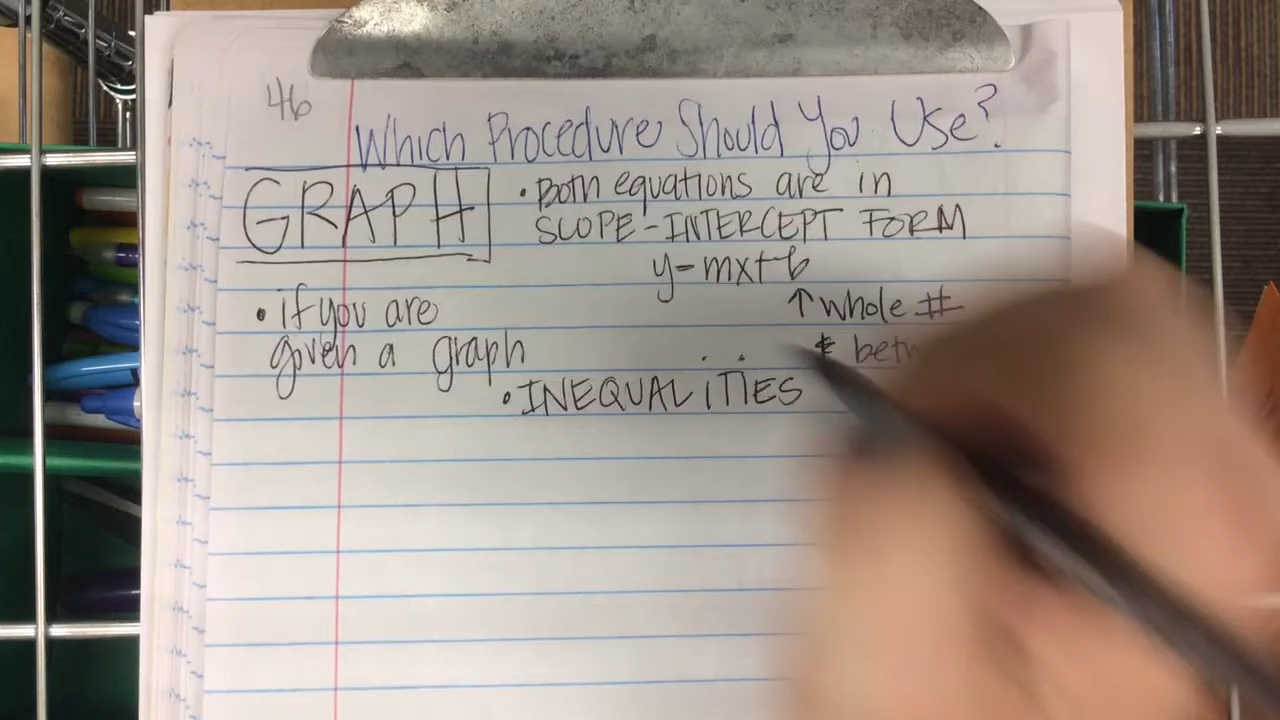 46
Which Procedure Should You Use?
GRAPH
• Both equations are in
SLOPE-INTERCEPT FORM
y=mx+b
↑ whole #
• if you are
given a graph
• INEQUALITIES